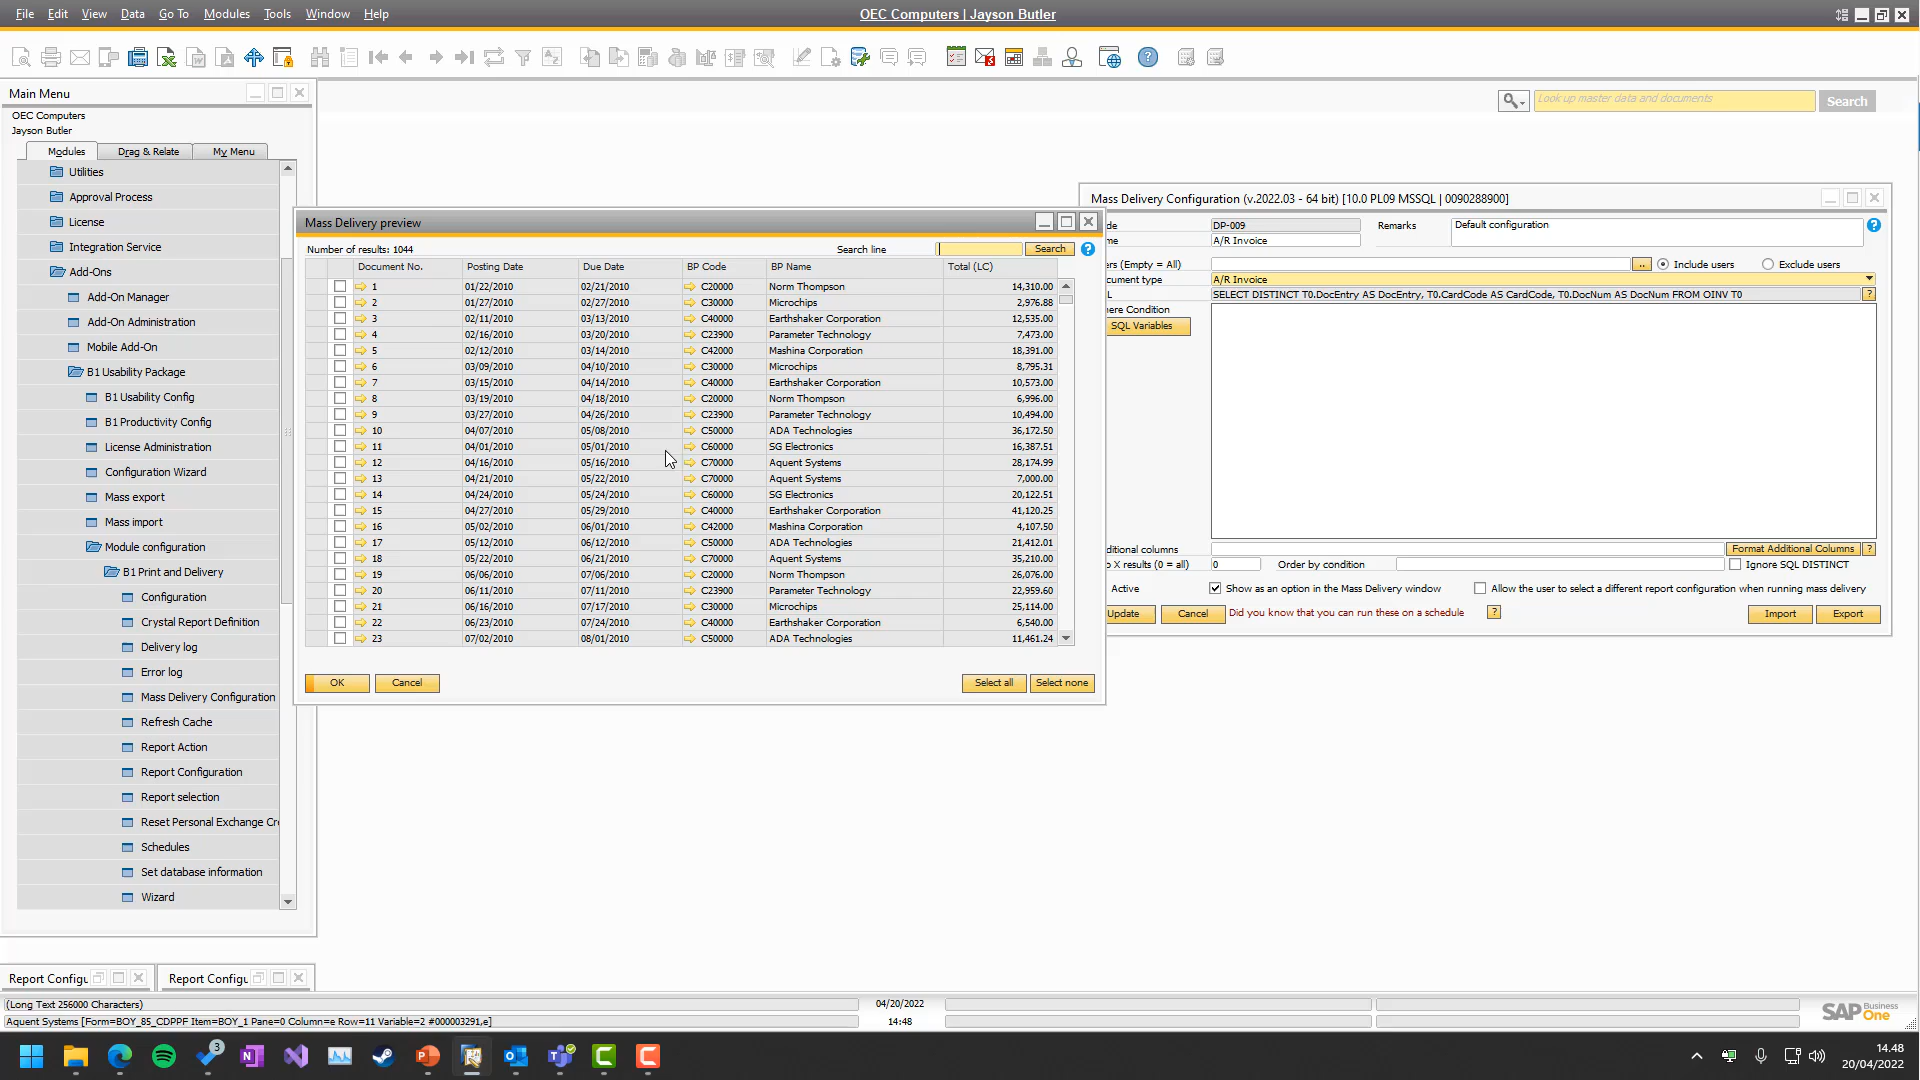 File Edit View Data Go To Modules Tools Window Help
OEC Computers | Jayson Butler
Main Menu
OEC Computers
Jayson Butler
Modules Drag & Relate My Menu
Utilities
Approval Process
License
Integration Service
Add-Ons
Add-On Manager
Add-On Administration
Mobile Add-On
B1 Usability Package
B1 Usability Config
B1 Productivity Config
License Administration
Configuration Wizard
Mass export
Mass import
Module configuration
B1 Print and Delivery
Configuration
Crystal Report Definition
Delivery log
Error log
Mass Delivery Configuration
Refresh Cache
Report Action
Report Configuration
Report selection
Reset Personal Exchange Cr
Schedules
Set database information
Wizard
Look up master data and documents Search
Mass Delivery preview
Number of results: 1044 Search line Search
Document No. Posting Date Due Date BP Code BP Name Total (LC)
1 01/22/2010 02/21/2010 C20000 Norm Thompson 14,310.00
2 01/27/2010 02/27/2010 C30000 Microchips 2,976.88
3 02/11/2010 03/13/2010 C40000 Earthshaker Corporation 12,535.00
4 02/16/2010 03/20/2010 C23900 Parameter Technology 7,473.00
5 02/12/2010 03/14/2010 C42000 Mashina Corporation 18,391.00
6 03/09/2010 04/10/2010 C30000 Microchips 8,795.31
7 03/15/2010 04/14/2010 C40000 Earthshaker Corporation 10,573.00
8 03/19/2010 04/18/2010 C20000 Norm Thompson 6,996.00
9 03/27/2010 04/26/2010 C23900 Parameter Technology 10,494.00
10 04/07/2010 05/08/2010 C50000 ADA Technologies 36,172.50
11 04/01/2010 05/01/2010 C60000 SG Electronics 16,387.51
12 04/16/2010 05/16/2010 C70000 Aquent Systems 28,174.99
13 04/21/2010 05/22/2010 C70000 Aquent Systems 7,000.00
14 04/24/2010 05/24/2010 C60000 SG Electronics 20,122.51
15 04/27/2010 05/29/2010 C40000 Earthshaker Corporation 41,120.25
16 05/02/2010 06/01/2010 C42000 Mashina Corporation 4,107.50
17 05/12/2010 06/12/2010 C50000 ADA Technologies 21,412.01
18 05/22/2010 06/21/2010 C70000 Aquent Systems 35,210.00
19 06/06/2010 07/06/2010 C20000 Norm Thompson 26,076.00
20 06/11/2010 07/11/2010 C23900 Parameter Technology 22,959.60
21 06/16/2010 07/17/2010 C30000 Microchips 25,114.00
22 06/23/2010 07/24/2010 C40000 Earthshaker Corporation 6,540.00
23 07/02/2010 08/01/2010 C50000 ADA Technologies 11,461.24
OK Cancel Select all Select none
Mass Delivery Configuration (v.2022.03 - 64 bit) [10.0 PL09 MSSQL | 0090288900]
de DP-009 Remarks Default configuration
me A/R Invoice
rs (Empty = All) .. Include users Exclude users
cument type A/R Invoice
L SELECT DISTINCT T0.DocEntry AS DocEntry, T0.CardCode AS CardCode, T0.DocNum AS DocNum FROM OINV T0 ?
ere Condition
SQL Variables
ditional columns Format Additional Columns ?
p X results (0 = all) 0 Order by condition Ignore SQL DISTINCT
Active Show as an option in the Mass Delivery window Allow the user to select a different report configuration when running mass delivery
Update Cancel Did you know that you can run these on a schedule ? Import Export
Report Configu Report Configu
(Long Text 256000 Characters) 04/20/2022
Aquent Systems [Form=BOY_85_CDPPF Item=BOY_1 Pane=0 Column=e Row=11 Variable=2 #000003291,e] 14:48
SAP Business One
3
14.48
20/04/2022